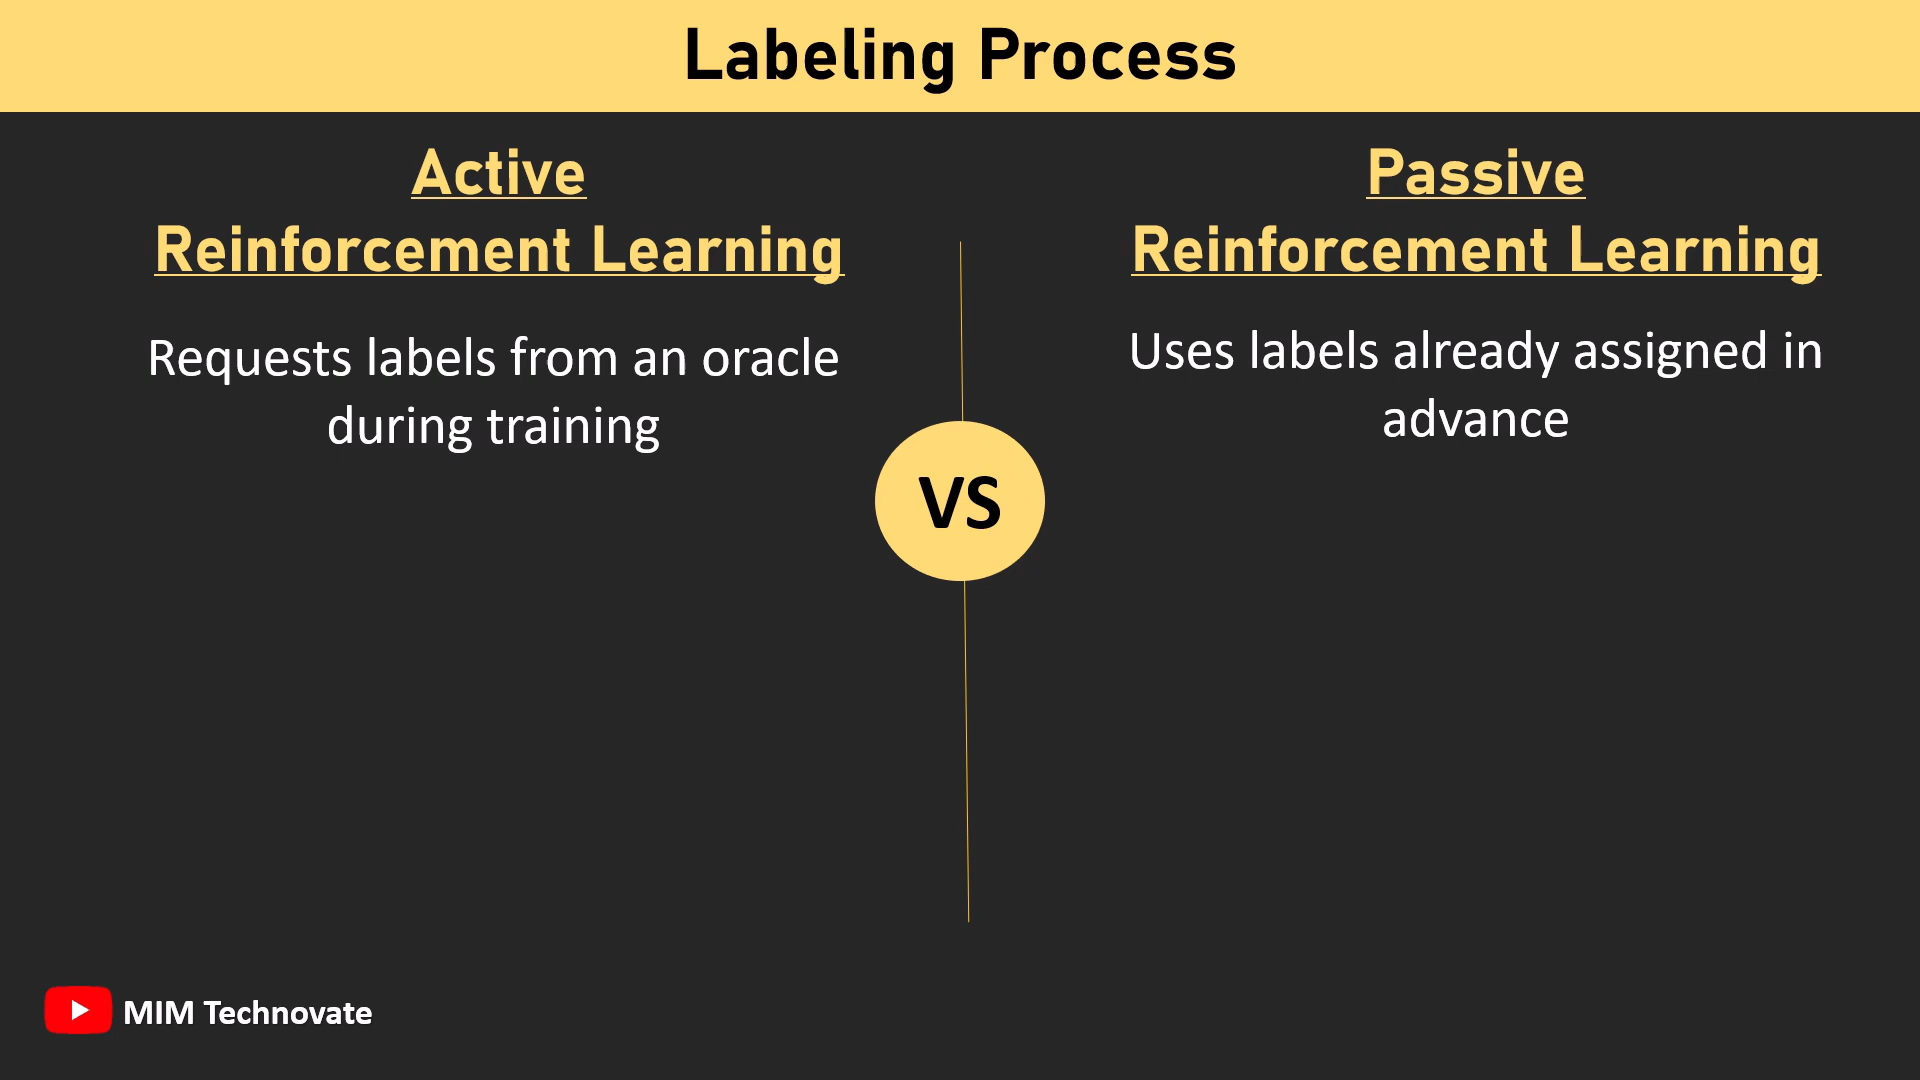 Labeling Process
Active
Reinforcement Learning
Requests labels from an oracle
during training
VS
Passive
Reinforcement Learning
Uses labels already assigned in
advance
MIM Technovate